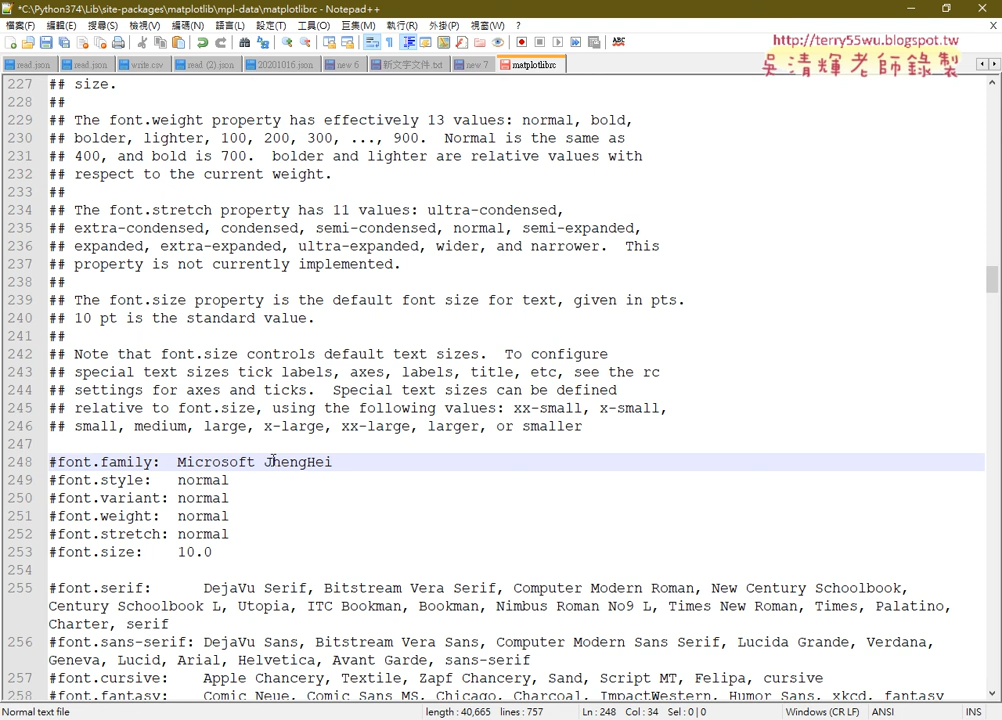 *C:\Python374\Lib\site-packages\matplotlib\mpl-data\matplotlibrc - Notepad++
檔案(F) 編輯(E) 搜尋(S) 檢視(V) 編碼(N) 語言(L) 設定(T) 工具(O) 巨集(M) 執行(R) 外掛(P) 視窗(W) ?
http://terry55wu.blogspot.tw
吳清輝老師錄製
read.json read.json write.csv read (2).json 20201016.json new 6 新文字文件.txt new 7 matplotlibrc
227 ## size.
228 ##
229 ## The font.weight property has effectively 13 values: normal, bold,
230 ## bolder, lighter, 100, 200, 300, ..., 900.  Normal is the same as
231 ## 400, and bold is 700.  bolder and lighter are relative values with
232 ## respect to the current weight.
233 ##
234 ## The font.stretch property has 11 values: ultra-condensed,
235 ## extra-condensed, condensed, semi-condensed, normal, semi-expanded,
236 ## expanded, extra-expanded, ultra-expanded, wider, and narrower.  This
237 ## property is not currently implemented.
238 ##
239 ## The font.size property is the default font size for text, given in pts.
240 ## 10 pt is the standard value.
241 ##
242 ## Note that font.size controls default text sizes.  To configure
243 ## special text sizes tick labels, axes, labels, title, etc, see the rc
244 ## settings for axes and ticks.  Special text sizes can be defined
245 ## relative to font.size, using the following values: xx-small, x-small,
246 ## small, medium, large, x-large, xx-large, larger, or smaller
247
248 #font.family:  Microsoft JhengHei
249 #font.style:   normal
250 #font.variant: normal
251 #font.weight:  normal
252 #font.stretch: normal
253 #font.size:    10.0
254
255 #font.serif:      DejaVu Serif, Bitstream Vera Serif, Computer Modern Roman, New Century Schoolbook,
Century Schoolbook L, Utopia, ITC Bookman, Bookman, Nimbus Roman No9 L, Times New Roman, Times, Palatino,
Charter, serif
256 #font.sans-serif: DejaVu Sans, Bitstream Vera Sans, Computer Modern Sans Serif, Lucida Grande, Verdana,
Geneva, Lucid, Arial, Helvetica, Avant Garde, sans-serif
257 #font.cursive:    Apple Chancery, Textile, Zapf Chancery, Sand, Script MT, Felipa, cursive
258 #font.fantasy:    Comic Neue, Comic Sans MS, Chicago, Charcoal, ImpactWestern, Humor Sans, xkcd, fantasy
Normal text file length : 40,665 lines : 757 Ln : 248 Col : 34 Sel : 0 | 0 Windows (CR LF) ANSI INS